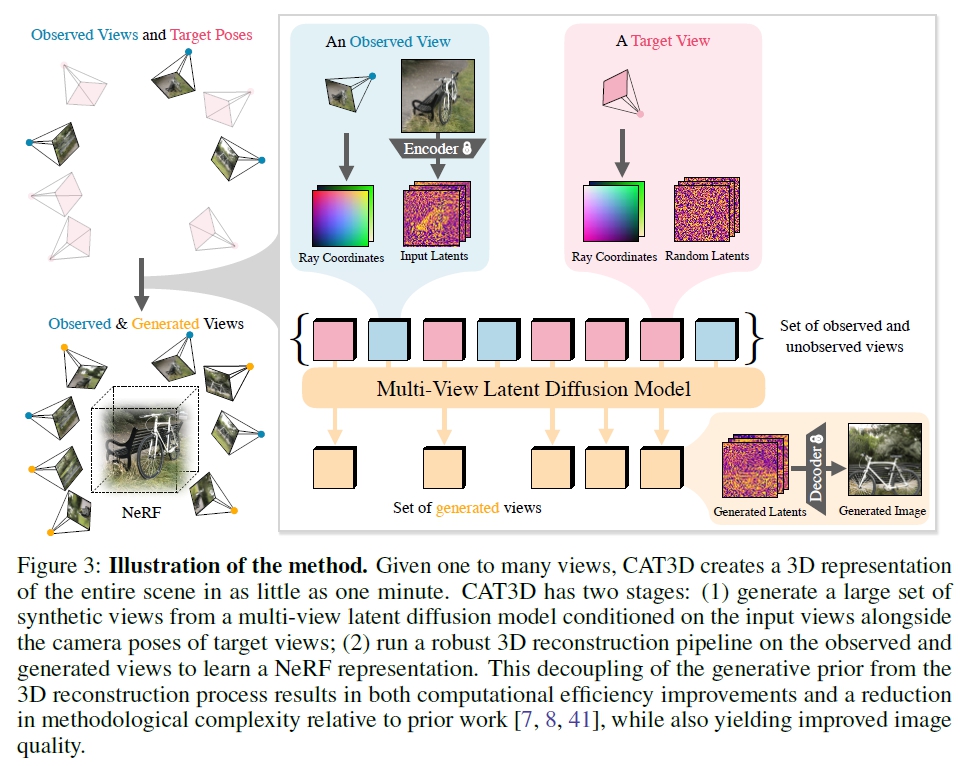 Observed Views and Target Poses
Observed & Generated Views
NeRF
An Observed View
Encoder
Ray Coordinates
Input Latents
A Target View
Ray Coordinates
Random Latents
Set of observed and
unobserved views
Multi-View Latent Diffusion Model
Set of generated views
Generated Latents
Decoder
Generated Image
Figure 3: Illustration of the method. Given one to many views, CAT3D creates a 3D representation
of the entire scene in as little as one minute. CAT3D has two stages: (1) generate a large set of
synthetic views from a multi-view latent diffusion model conditioned on the input views alongside
the camera poses of target views; (2) run a robust 3D reconstruction pipeline on the observed and
generated views to learn a NeRF representation. This decoupling of the generative prior from the
3D reconstruction process results in both computational efficiency improvements and a reduction
in methodological complexity relative to prior work [7, 8, 41], while also yielding improved image
quality.